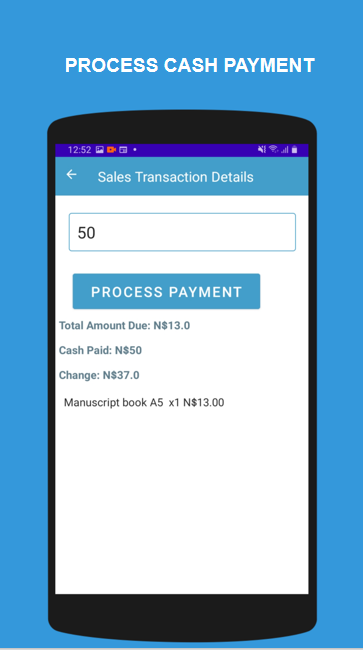 PROCESS CASH PAYMENT
12:52
Sales Transaction Details
50
PROCESS PAYMENT
Total Amount Due: N$13.0
Cash Paid: N$50
Change: N$37.0
Manuscript book A5 x1 N$13.00